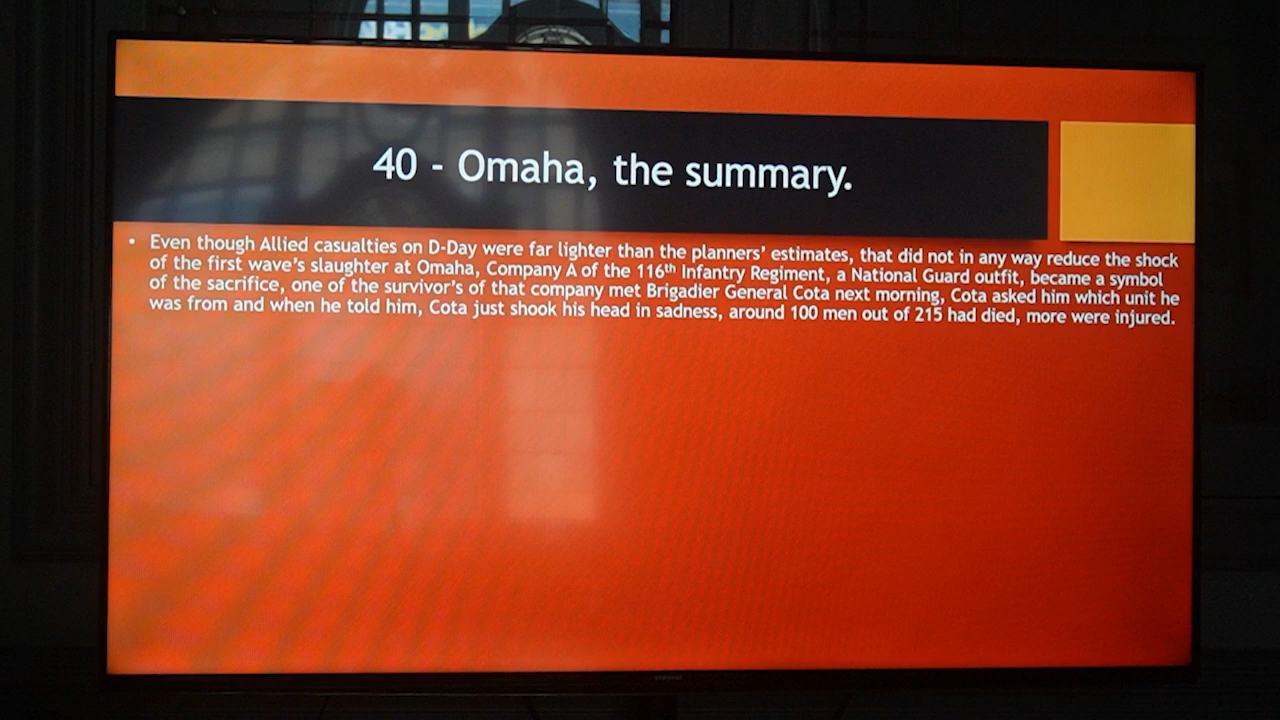 40 - Omaha, the summary.
• Even though Allied casualties on D-Day were far lighter than the planners' estimates, that did not in any way reduce the shock
of the first wave's slaughter at Omaha, Company A of the 116th Infantry Regiment, a National Guard outfit, became a symbol
of the sacrifice, one of the survivor's of that company met Brigadier General Cota next morning, Cota asked him which unit he
was from and when he told him, Cota just shook his head in sadness, around 100 men out of 215 had died, more were injured.
SAMSUNG